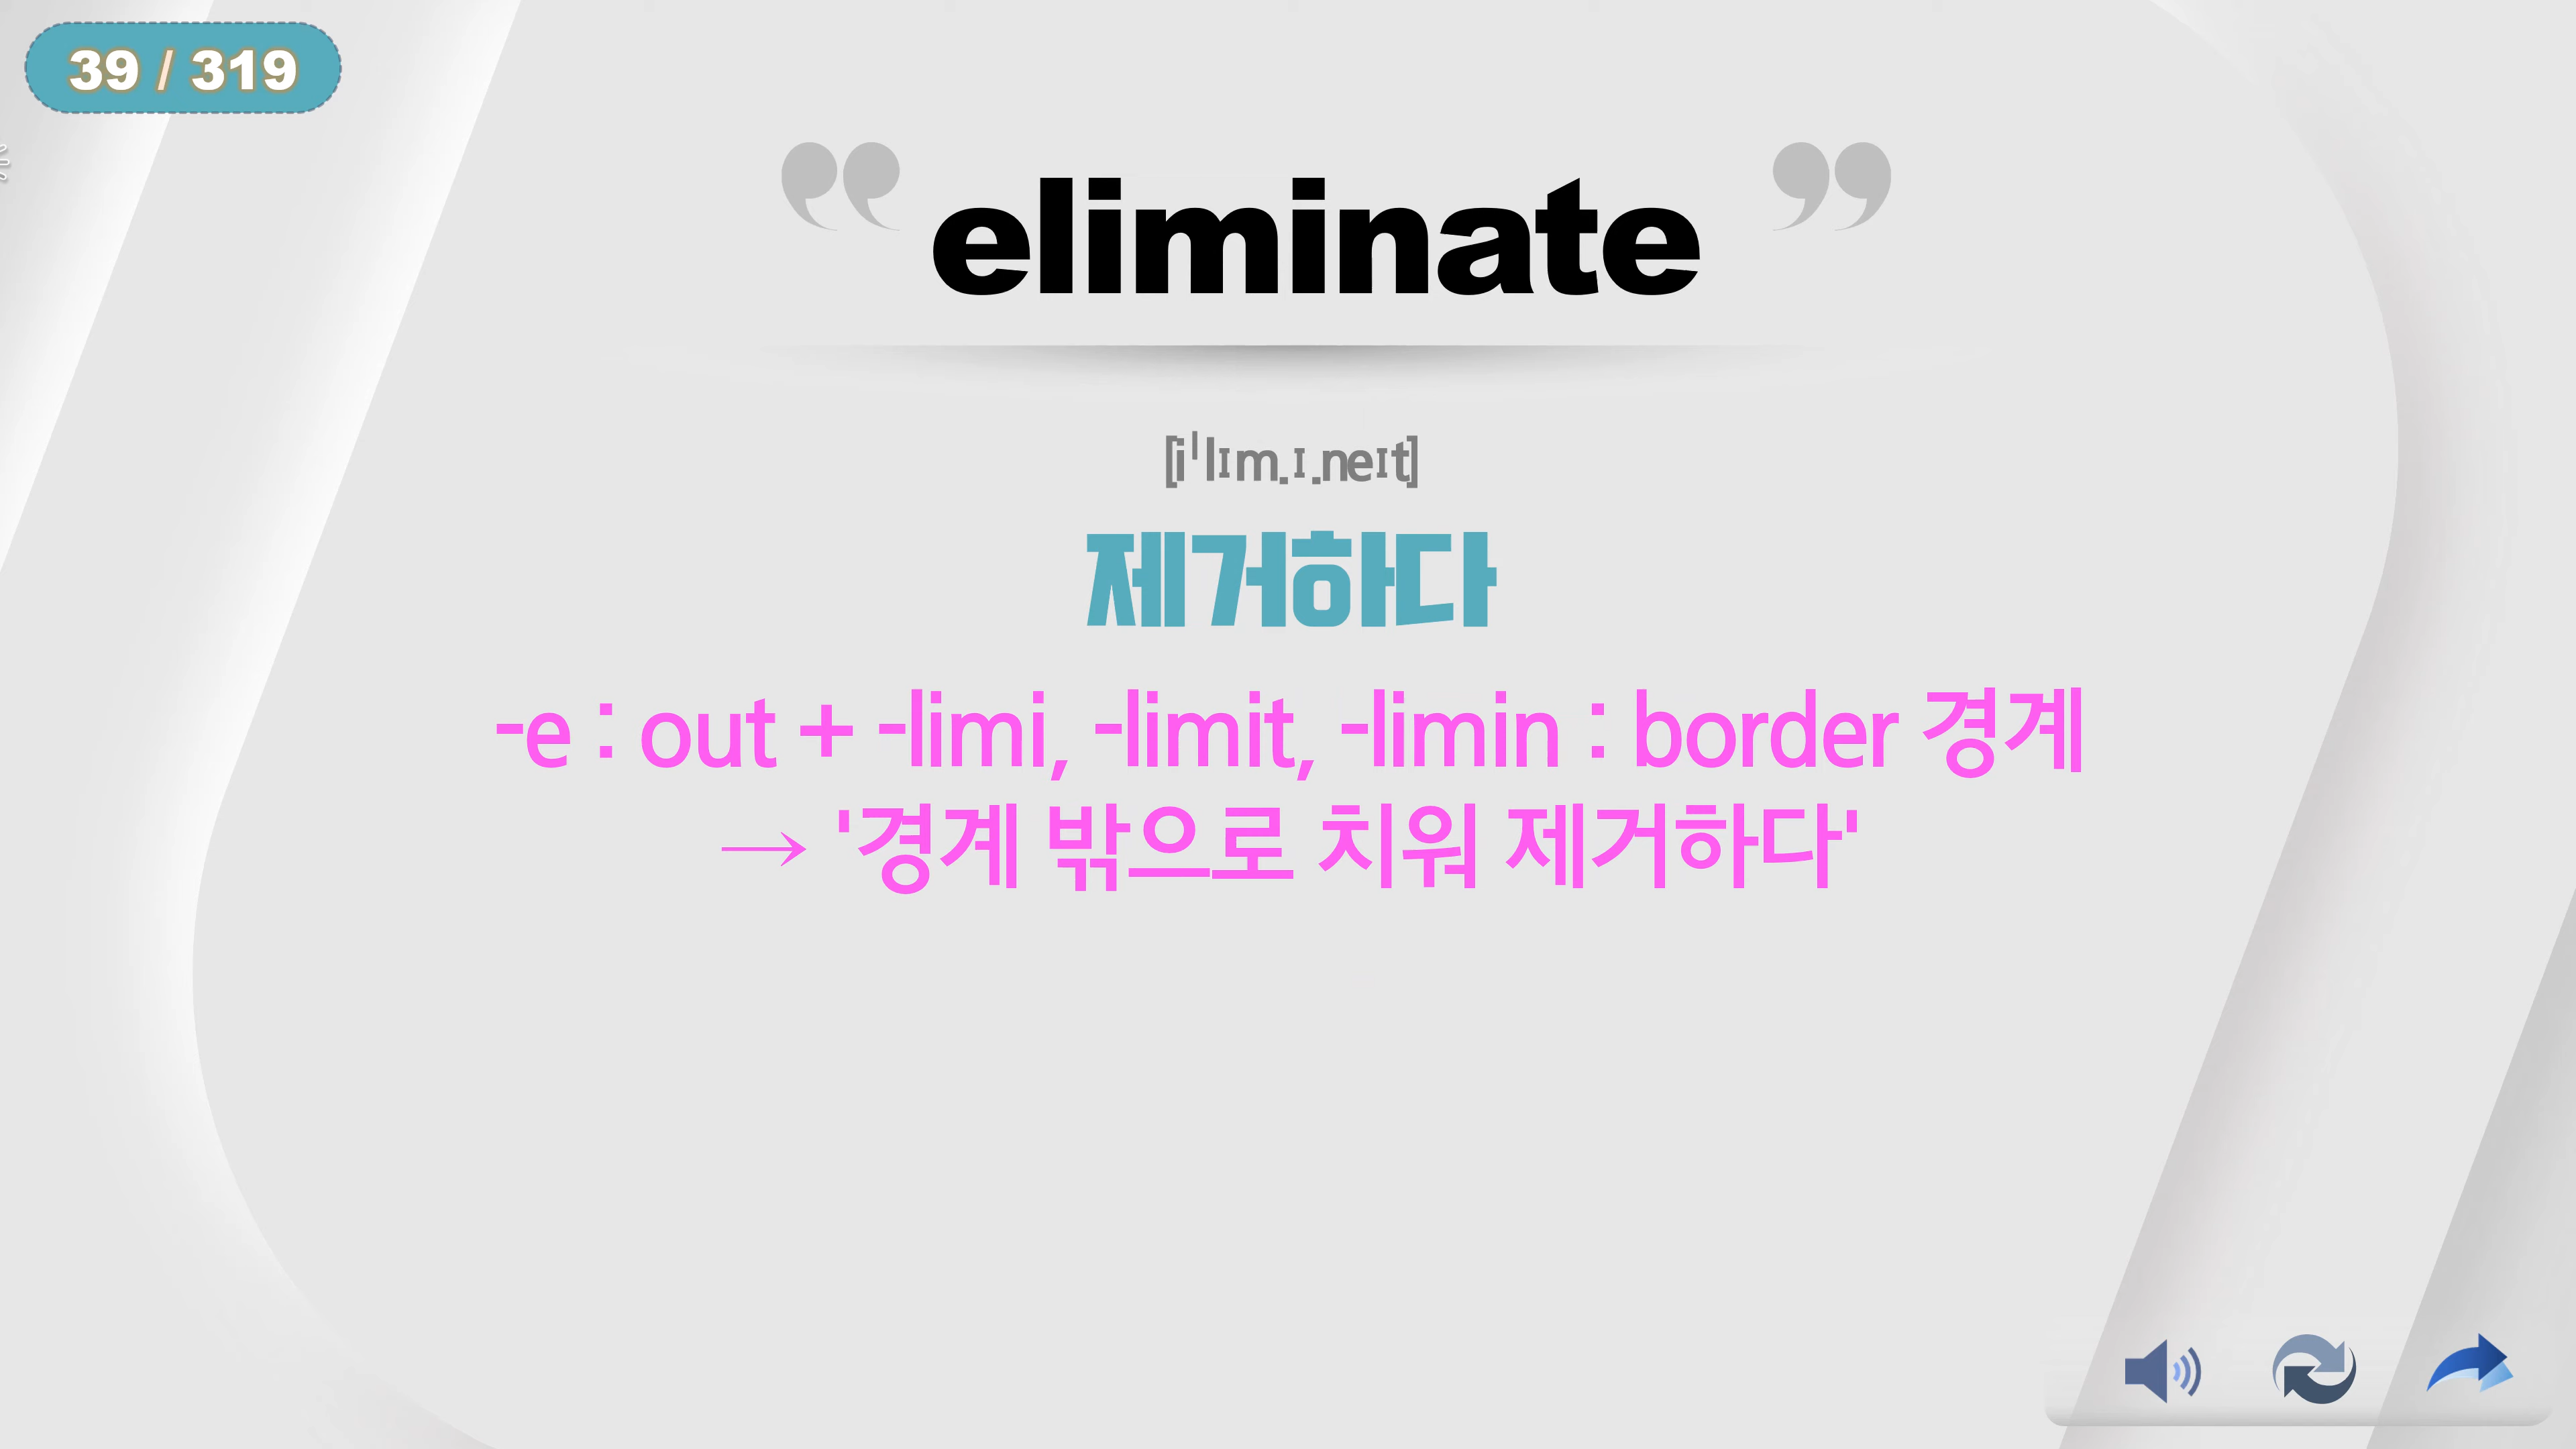 39 / 319
❝ eliminate ❞
[iˈlɪm.ɪ.neɪt]
제거하다
-e : out + -limi, -limit, -limin : border 경계
→ '경계 밖으로 치워 제거하다'